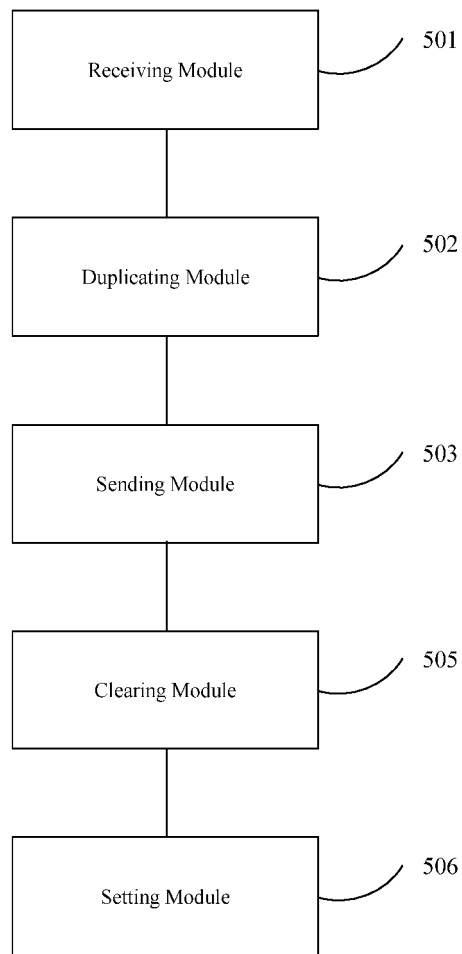 501
Receiving Module
502
Duplicating Module
503
Sending Module
505
Clearing Module
506
Setting Module